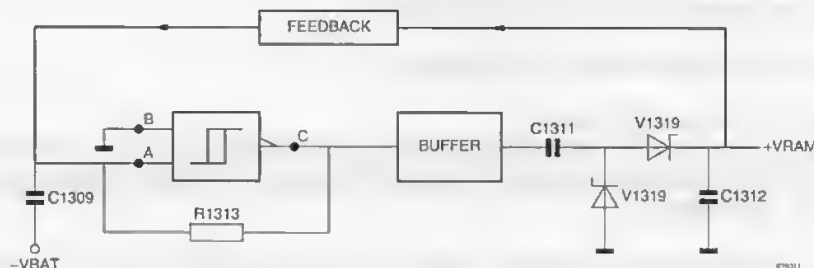 FEEDBACK
B
A
C
BUFFER
C1311
V1319
+VRAM
C1309
R1313
V1319
C1312
-VBAT